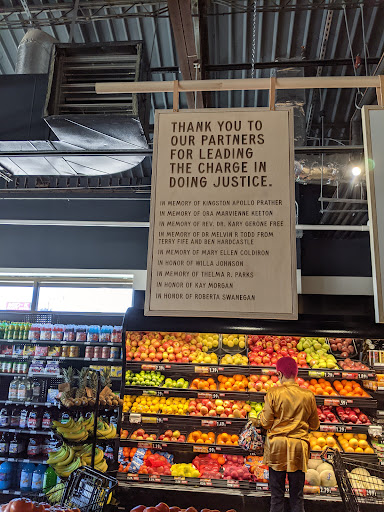 THANK YOU TO
OUR PARTNERS
FOR LEADING
THE CHARGE IN
DOING JUSTICE.
IN MEMORY OF KINGSTON APOLLO PRATHER
IN MEMORY OF ORA MARVIENNE KEETON
IN MEMORY OF REV. DR. KARY GEROME FREE
IN MEMORY OF DR MELVIN R TODD FROM
TERRY FIFE AND BEN HARDCASTLE
IN MEMORY OF MARY ELLEN COLDIRON
IN HONOR OF WILLA JOHNSON
IN MEMORY OF THELMA R. PARKS
IN HONOR OF KAY MORGAN
IN HONOR OF ROBERTA SWANEGAN